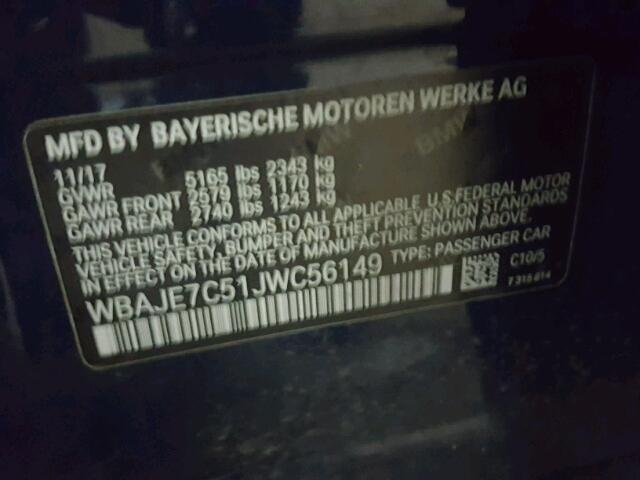 MFD BY BAYERISCHE MOTOREN WERKE AG
11/17
GVWR 5165 lbs 2343 kg
GAWR FRONT 2579 lbs 1170 kg
GAWR REAR 2740 lbs 1243 kg
THIS VEHICLE CONFORMS TO ALL APPLICABLE U.S.FEDERAL MOTOR
VEHICLE SAFETY, BUMPER AND THEFT PREVENTION STANDARDS
IN EFFECT ON THE DATE OF MANUFACTURE SHOWN ABOVE.
WBAJE7C51JWC56149 TYPE: PASSENGER CAR
C10/5